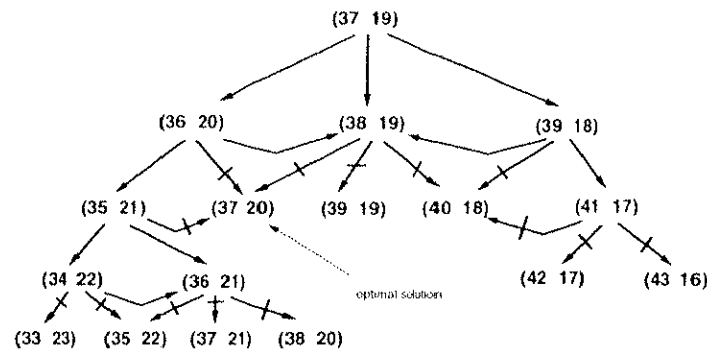 (37 19)
(36 20) (38 19) (39 18)
(35 21) (37 20) (39 19) (40 18) (41 17)
(34 22) (36 21) (42 17) (43 16)
optimal solution
(33 23) (35 22) (37 21) (38 20)